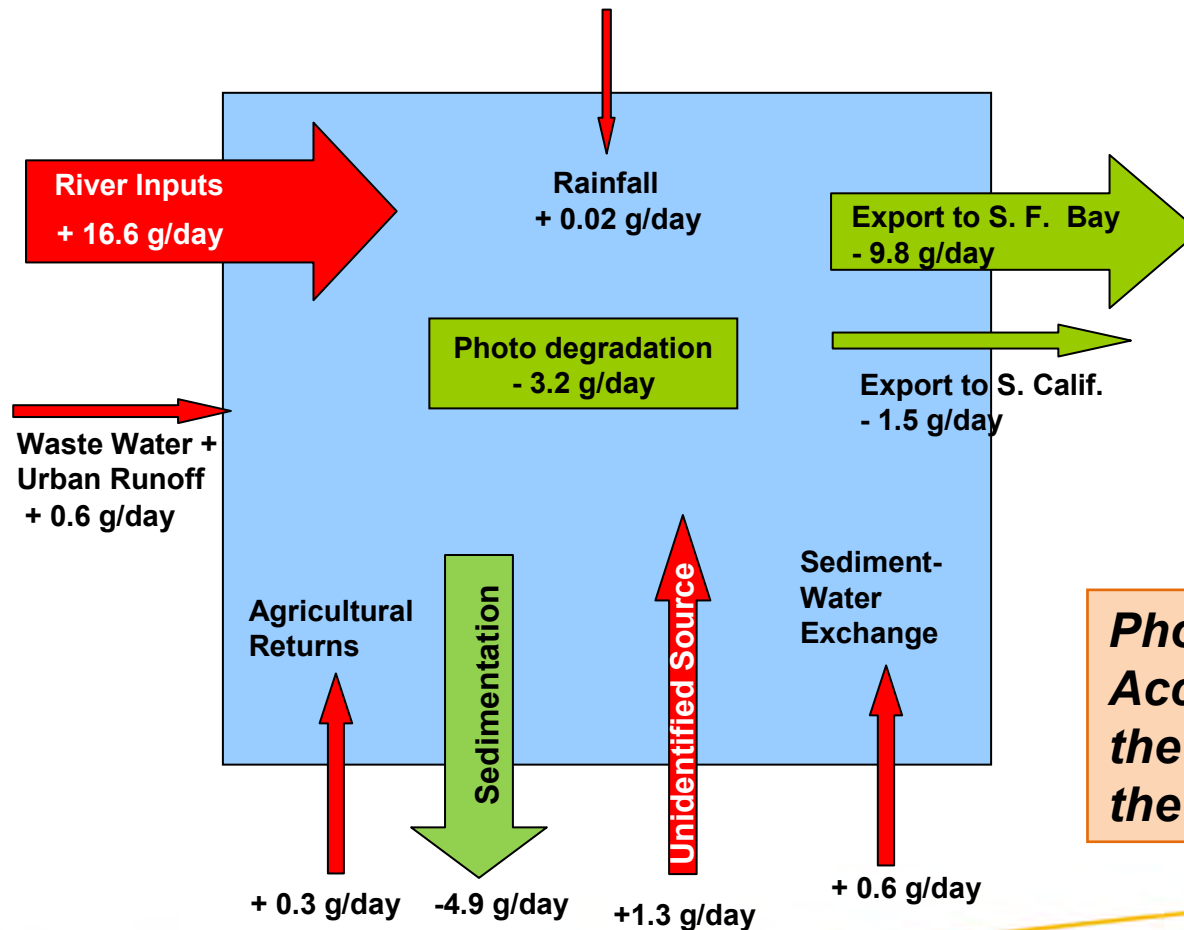 River Inputs
+ 16.6 g/day
Rainfall
+ 0.02 g/day
Export to S. F. Bay
- 9.8 g/day
Photo degradation
- 3.2 g/day
Export to S. Calif.
- 1.5 g/day
Waste Water +
Urban Runoff
+ 0.6 g/day
Agricultural
Returns
Sedimentation
Unidentified Source
Sediment-
Water
Exchange
the
the
+ 0.3 g/day
-4.9 g/day
+1.3 g/day
+ 0.6 g/day